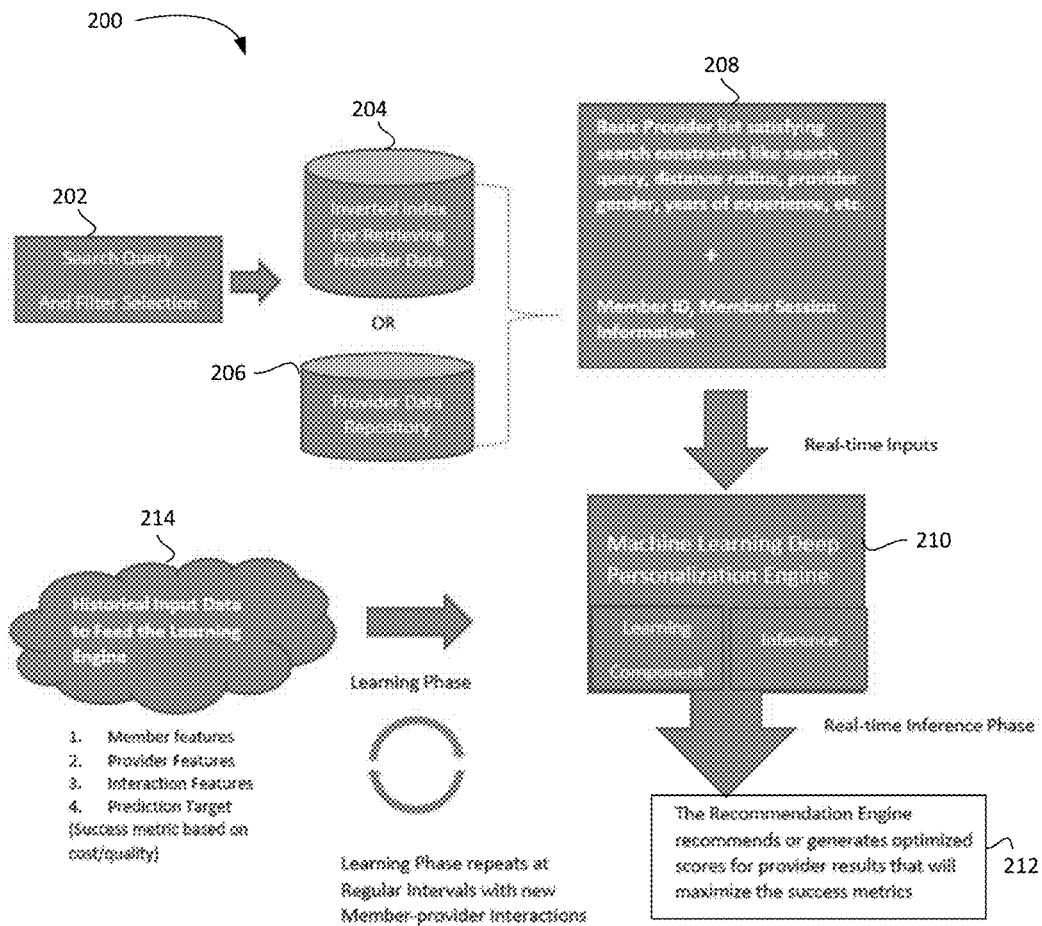 200
208
204
Basic Provider list satisfying
search constraints like search
query, distance radius, provider
gender, years of experience, etc
202
Search Query
And Filter Selection
Inverted Index
For Retrieving
Provider Data
+
Member ID, Member Session
Information
OR
206
Provider Data
Repository
Real-time Inputs
214
210
Machine Learning Deep
Personalization Engine
Historical Input Data
to Feed the Learning
Engine
Learning
Component
Inference
Learning Phase
Real-time Inference Phase
1. Member features
2. Provider Features
3. Interaction Features
4. Prediction Target
(Success metric based on
cost/quality)
The Recommendation Engine
recommends or generates optimized
scores for provider results that will
maximize the success metrics
212
Learning Phase repeats at
Regular Intervals with new
Member-provider Interactions